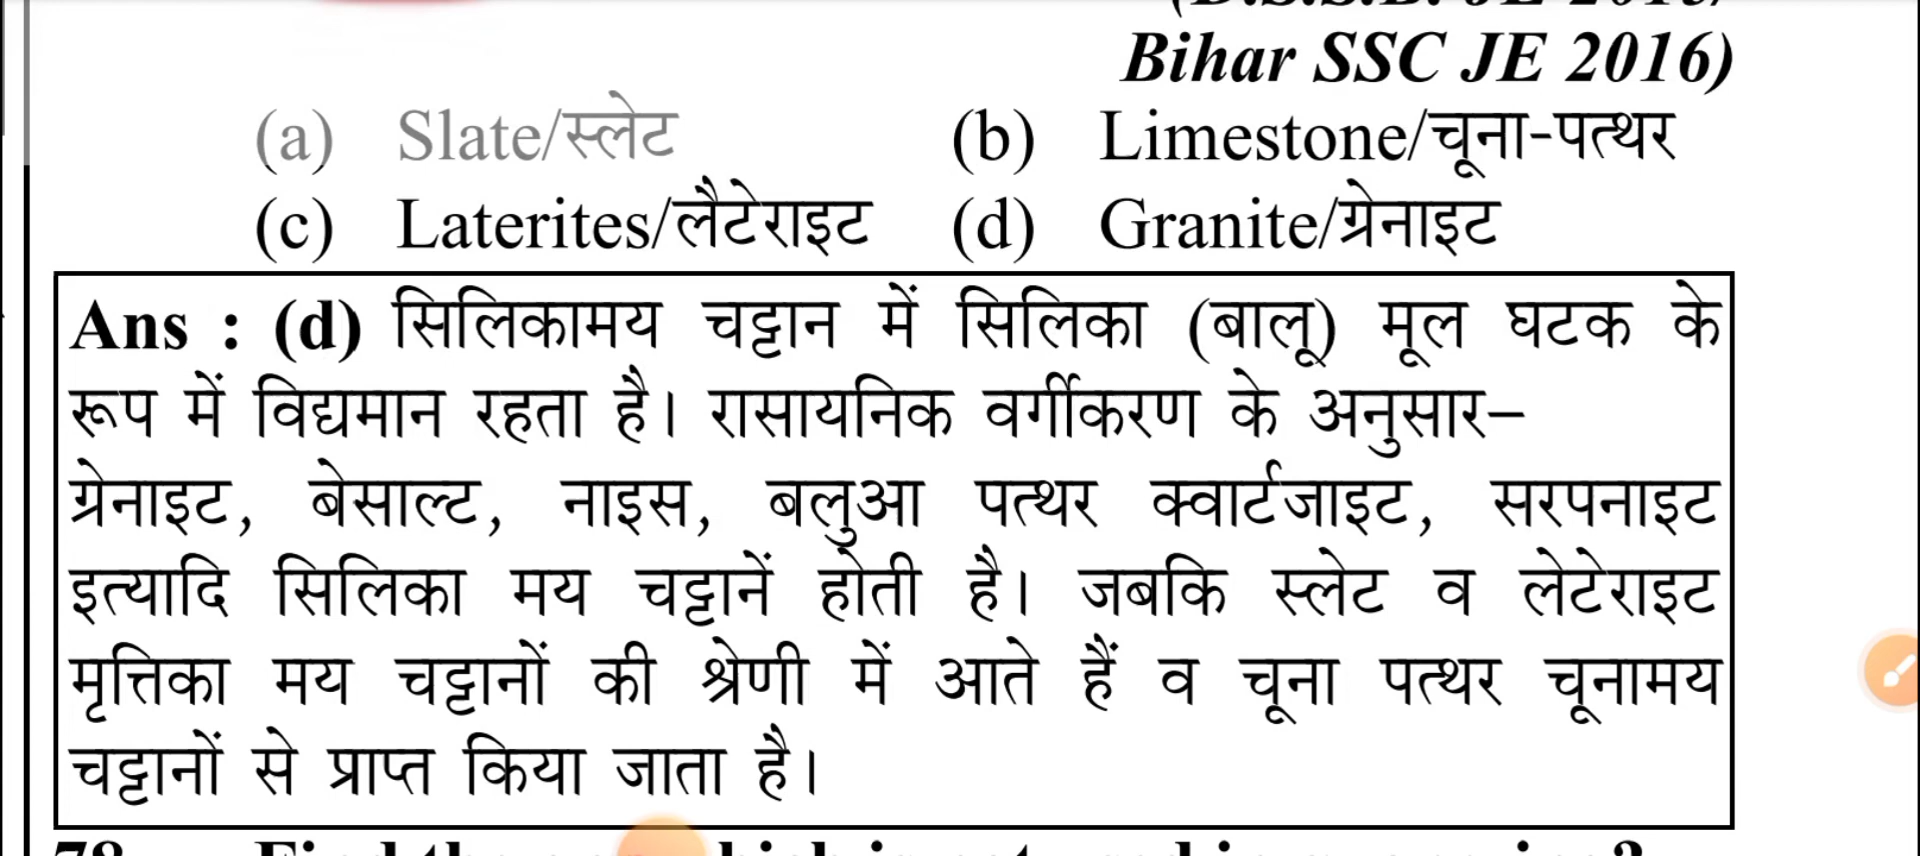 Bihar SSC JE 2016)
(a) Slate/स्लेट (b) Limestone/चूना-पत्थर
(c) Laterites/लैटेराइट (d) Granite/ग्रेनाइट
Ans : (d) सिलिकामय चट्टान में सिलिका (बालू) मूल घटक के
रूप में विद्यमान रहता है। रासायनिक वर्गीकरण के अनुसार–
ग्रेनाइट, बेसाल्ट, नाइस, बलुआ पत्थर क्वार्टजाइट, सरपनाइट
इत्यादि सिलिका मय चट्टानें होती है। जबकि स्लेट व लेटेराइट
मृत्तिका मय चट्टानों की श्रेणी में आते हैं व चूना पत्थर चूनामय
चट्टानों से प्राप्त किया जाता है।